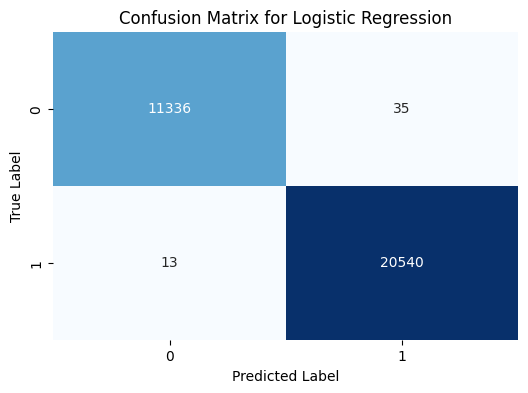 Confusion Matrix for Logistic Regression
0
11336
35
True Label
1
13
20540
0
1
Predicted Label